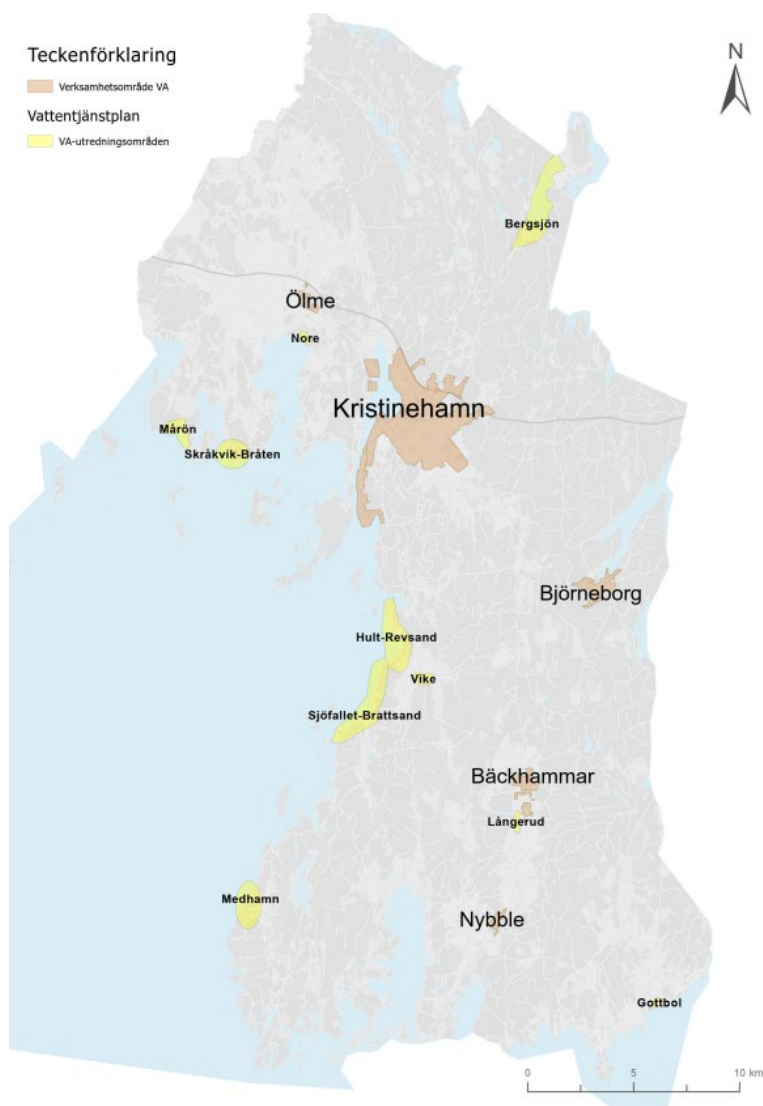 Teckenförklaring
Verksamhetsområde VA
Vattentjänstplan
VA-utredningsområden
N
Bergsjön
Ölme
Nore
Kristinehamn
Mårön
Skråkvik-Bråten
Björneborg
Hult-Revsand
Vike
Sjöfallet-Brattsand
Bäckhammar
Långerud
Medhamn
Nybble
Gottbol
0 5 10 km